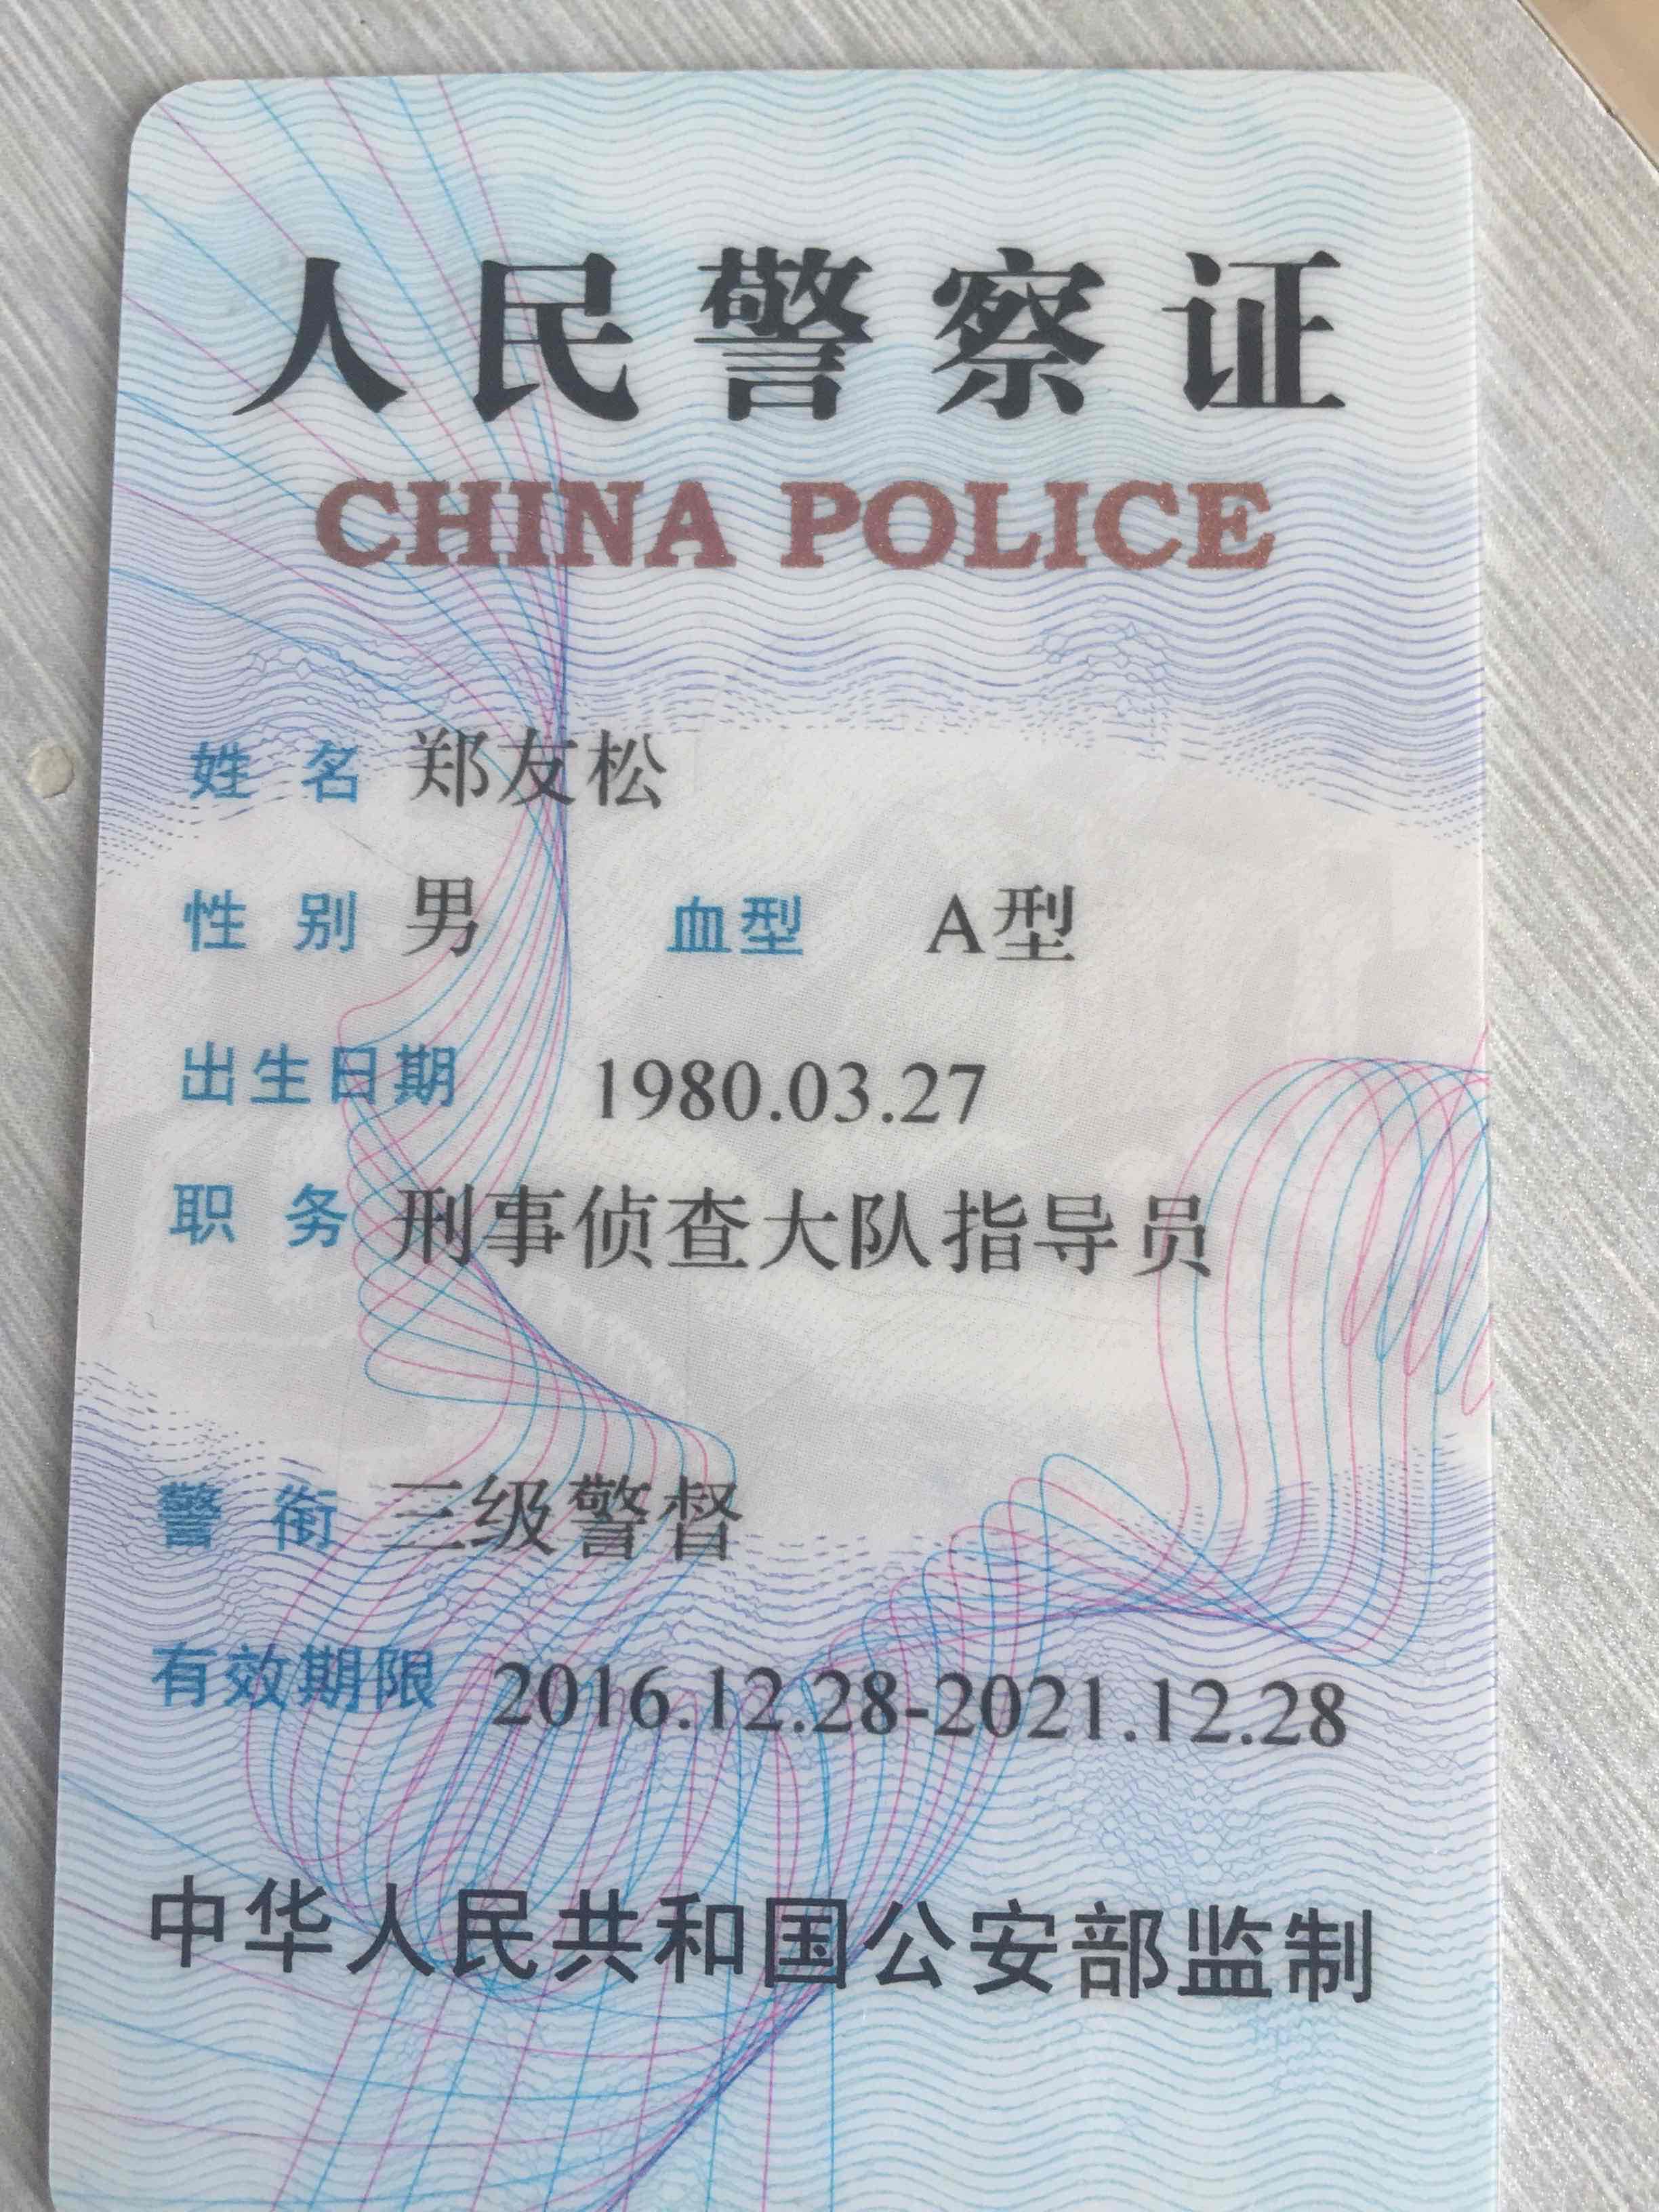 人民警察证
CHINA POLICE
姓名 郑友松
性别 男 血型 A型
出生日期 1980.03.27
职务 刑事侦查大队指导员
警衔 三级警督
有效期限 2016.12.28-2021.12.28
中华人民共和国公安部监制